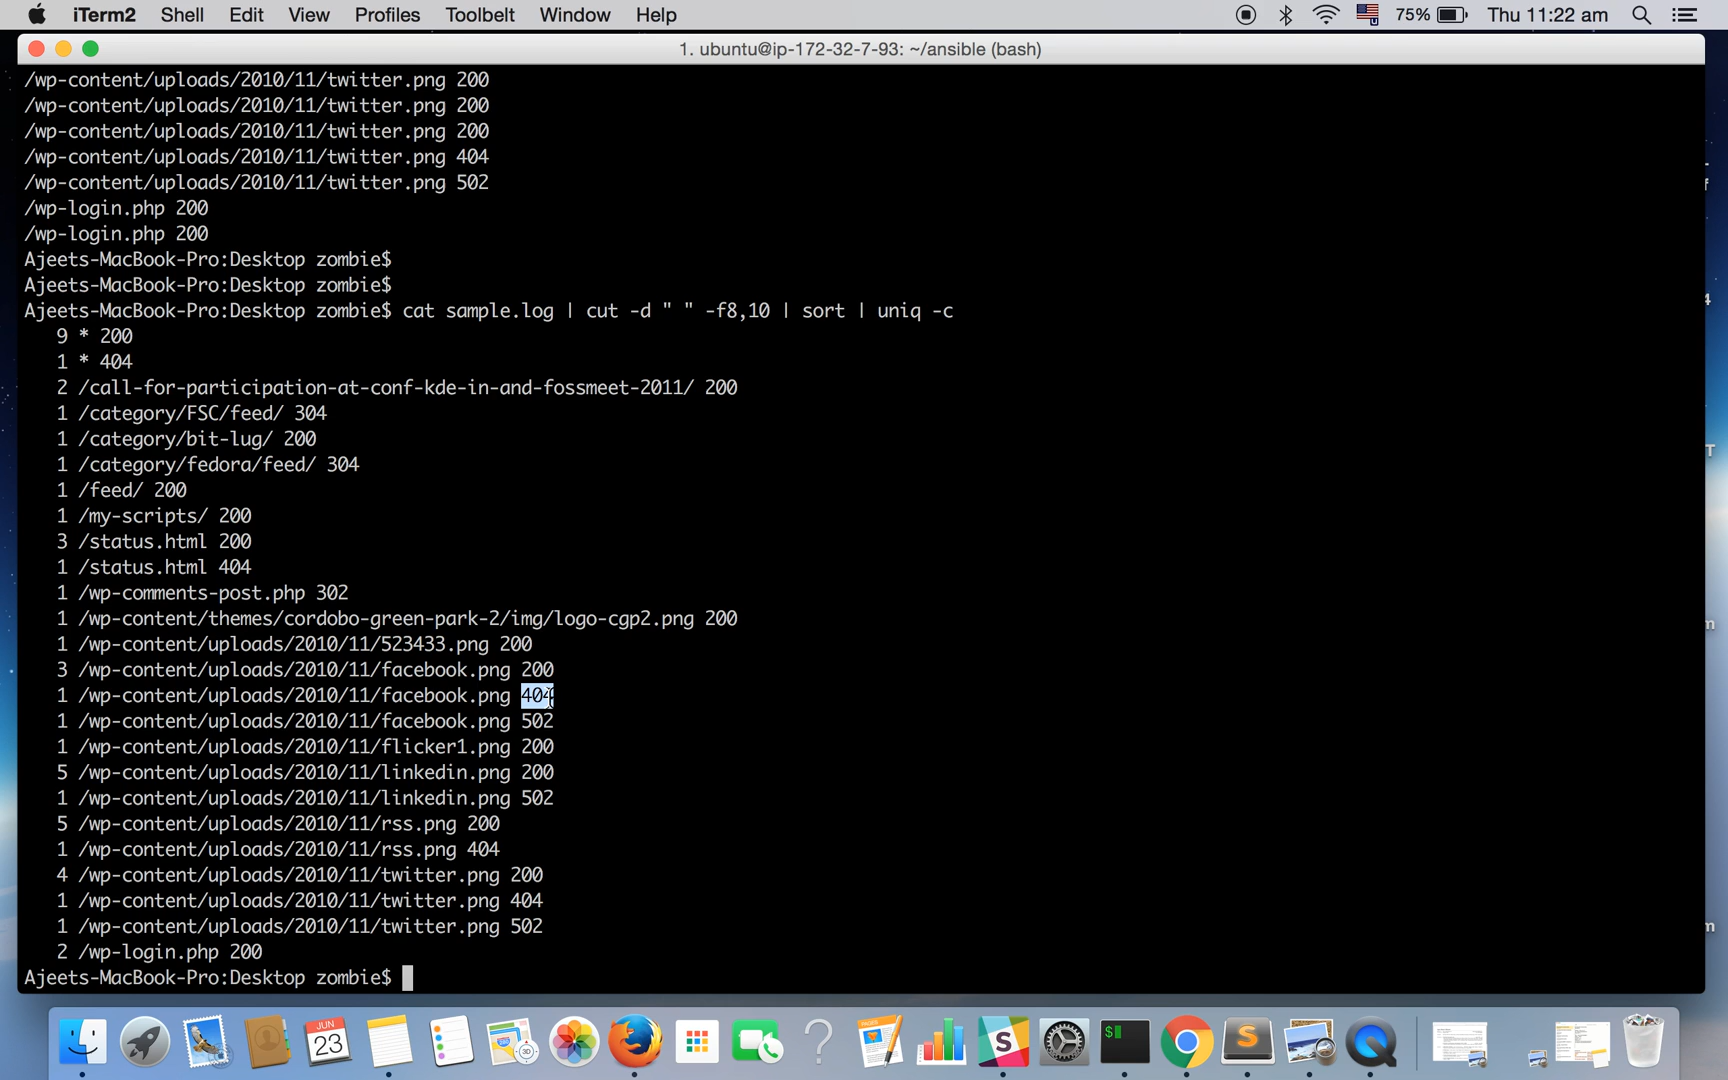 iTerm2 Shell Edit View Profiles Toolbelt Window Help 75% Thu 11:22 am
1. ubuntu@ip-172-32-7-93: ~/ansible (bash)
/wp-content/uploads/2010/11/twitter.png 200
/wp-content/uploads/2010/11/twitter.png 200
/wp-content/uploads/2010/11/twitter.png 200
/wp-content/uploads/2010/11/twitter.png 404
/wp-content/uploads/2010/11/twitter.png 502
/wp-login.php 200
/wp-login.php 200
Ajeets-MacBook-Pro:Desktop zombie$
Ajeets-MacBook-Pro:Desktop zombie$
Ajeets-MacBook-Pro:Desktop zombie$ cat sample.log | cut -d " " -f8,10 | sort | uniq -c
9 * 200
1 * 404
2 /call-for-participation-at-conf-kde-in-and-fossmeet-2011/ 200
1 /category/FSC/feed/ 304
1 /category/bit-lug/ 200
1 /category/fedora/feed/ 304
1 /feed/ 200
1 /my-scripts/ 200
3 /status.html 200
1 /status.html 404
1 /wp-comments-post.php 302
1 /wp-content/themes/cordobo-green-park-2/img/logo-cgp2.png 200
1 /wp-content/uploads/2010/11/523433.png 200
3 /wp-content/uploads/2010/11/facebook.png 200
1 /wp-content/uploads/2010/11/facebook.png 404
1 /wp-content/uploads/2010/11/facebook.png 502
1 /wp-content/uploads/2010/11/flicker1.png 200
5 /wp-content/uploads/2010/11/linkedin.png 200
1 /wp-content/uploads/2010/11/linkedin.png 502
5 /wp-content/uploads/2010/11/rss.png 200
1 /wp-content/uploads/2010/11/rss.png 404
4 /wp-content/uploads/2010/11/twitter.png 200
1 /wp-content/uploads/2010/11/twitter.png 404
1 /wp-content/uploads/2010/11/twitter.png 502
2 /wp-login.php 200
Ajeets-MacBook-Pro:Desktop zombie$
JUN
23